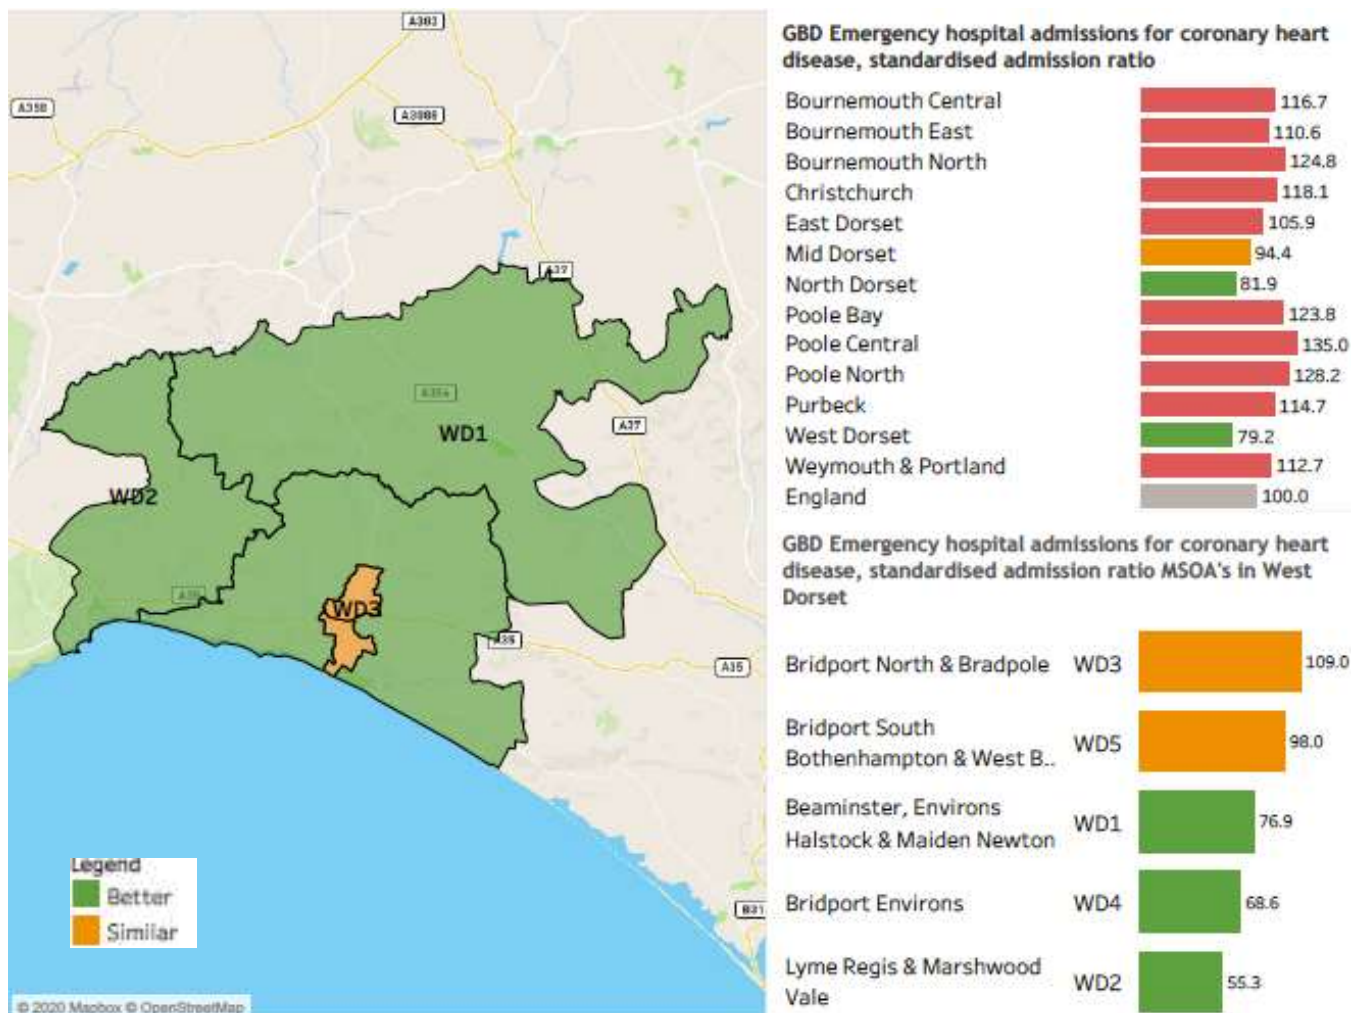 A303
A358
A3088
A37
A356
WD1
A37
WD2
A35
WD3
A35
A35
Legend
Better
Similar
© 2020 Mapbox © OpenStreetMap
GBD Emergency hospital admissions for coronary heart
disease, standardised admission ratio
Bournemouth Central 116.7
Bournemouth East 110.6
Bournemouth North 124.8
Christchurch 118.1
East Dorset 105.9
Mid Dorset 94.4
North Dorset 81.9
Poole Bay 123.8
Poole Central 135.0
Poole North 128.2
Purbeck 114.7
West Dorset 79.2
Weymouth & Portland 112.7
England 100.0
GBD Emergency hospital admissions for coronary heart
disease, standardised admission ratio MSOA's in West
Dorset
Bridport North & Bradpole WD3 109.0
Bridport South
Bothenhampton & West B.. WD5 98.0
Beaminster, Environs
Halstock & Maiden Newton WD1 76.9
Bridport Environs WD4 68.6
Lyme Regis & Marshwood
Vale WD2 55.3